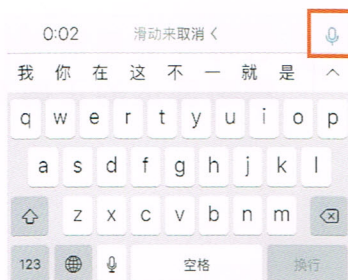 0:02 滑动来取消 <
我 你 在 这 不 一 就 是
q w e r t y u i o p
a s d f g h j k l
z x c v b n m
123 空格 换行